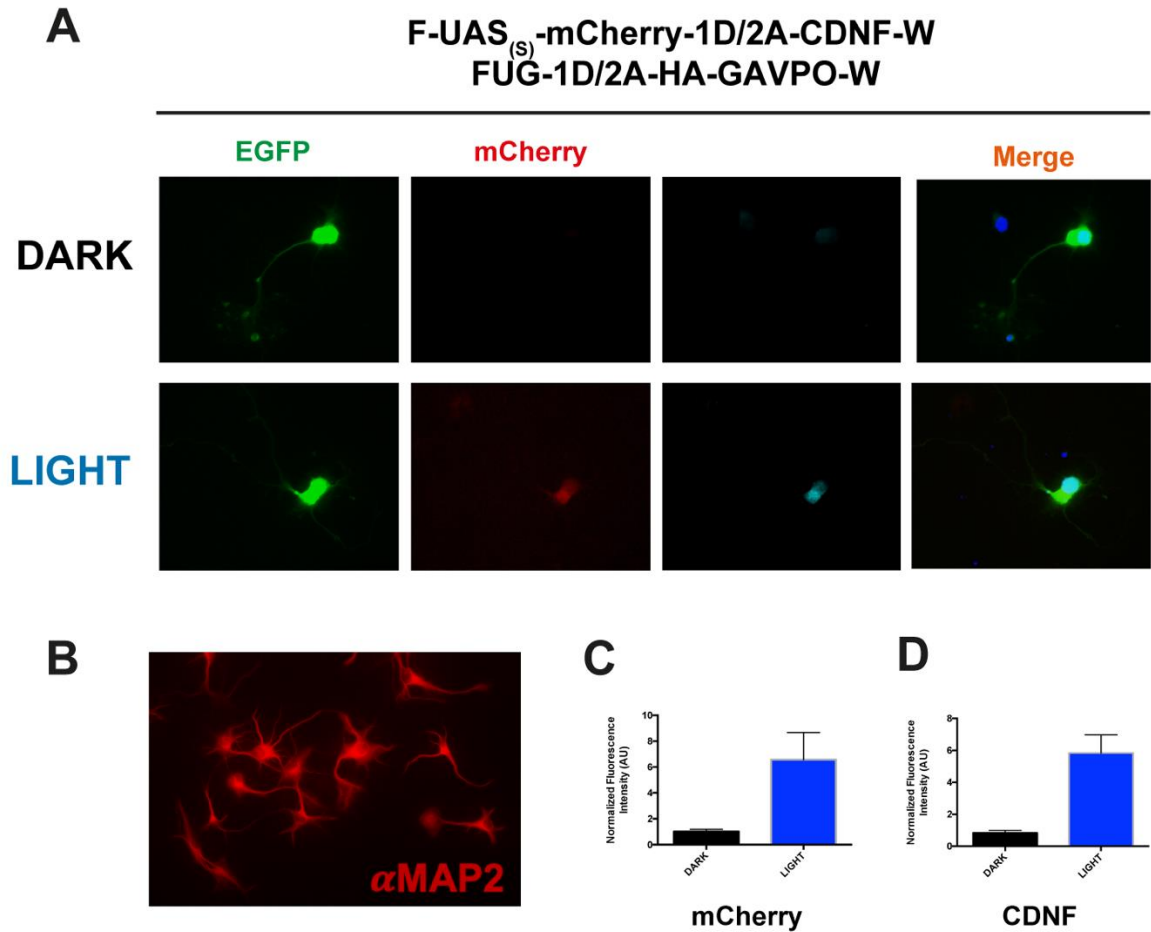 A
F-UAS(S)-mCherry-1D/2A-CDNF-W
FUG-1D/2A-HA-GAVPO-W
EGFP mCherry Merge
DARK
LIGHT
B
αMAP2
C
Normalized Fluorescence
Intensity (AU)
10
8
6
4
2
0
DARK LIGHT
mCherry
D
Normalized Fluorescence
Intensity (AU)
8
6
4
2
0
DARK LIGHT
CDNF